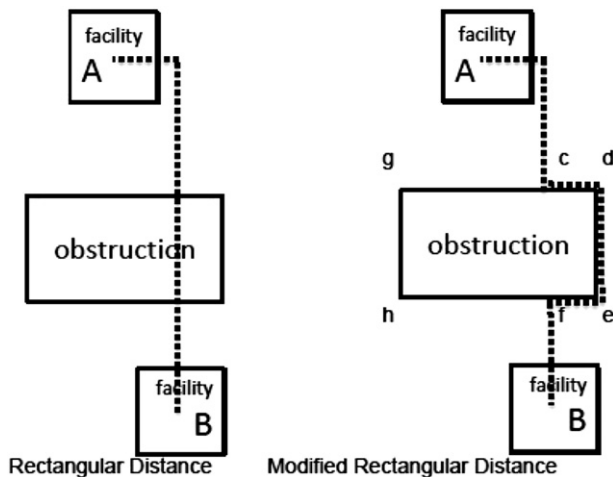 facility
A
obstruction
facility
B
Rectangular Distance
facility
A
g
c
d
obstruction
h
f
e
facility
B
Modified Rectangular Distance